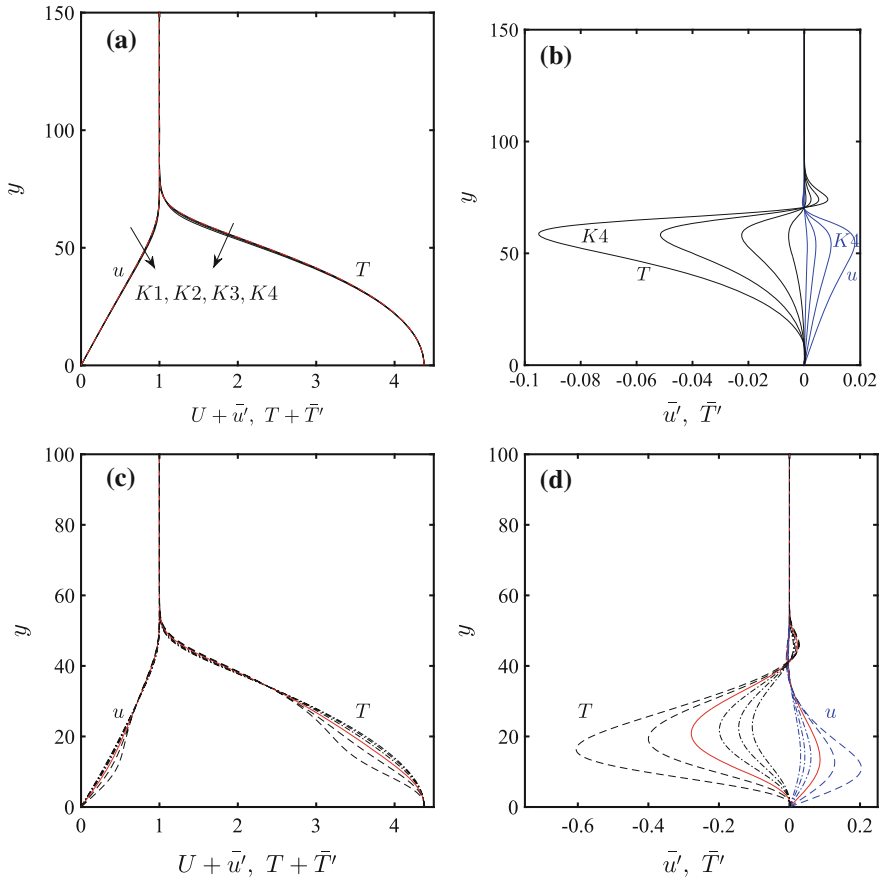 (a)
150
100
50
0
y
u
T
K1, K2, K3, K4
0 1 2 3 4
U + ū′, T + T̄′
(b)
150
100
50
0
y
K4
T
K4
u
-0.1 -0.08 -0.06 -0.04 -0.02 0 0.02
ū′, T̄′
(c)
100
80
60
40
20
0
y
u
T
0 1 2 3 4
U + ū′, T + T̄′
(d)
100
80
60
40
20
0
y
T
u
-0.6 -0.4 -0.2 0 0.2
ū′, T̄′